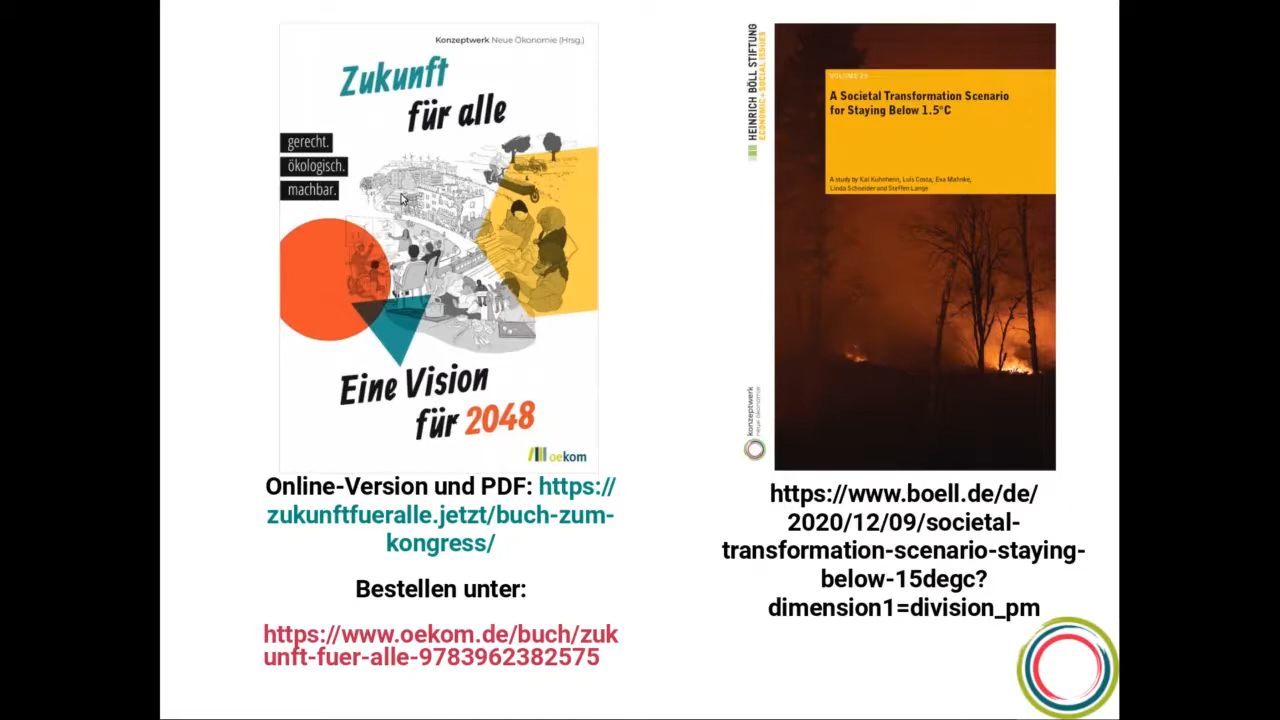 Konzeptwerk Neue Ökonomie (Hrsg.)
Zukunft
für alle
gerecht.
ökologisch.
machbar.
Eine Vision
für 2048
oekom
Online-Version und PDF: https://
zukunftfueralle.jetzt/buch-zum-
kongress/
Bestellen unter:
https://www.oekom.de/buch/zuk
unft-fuer-alle-9783962382575
HEINRICH BÖLL STIFTUNG
ECONOMIC + SOCIAL ISSUES
VOLUME 23
A Societal Transformation Scenario
for Staying Below 1.5°C
A study by Kai Kuhnhenn, Luis Costa, Eva Mahnke,
Linda Schneider and Steffen Lange
konzeptwerk
neue ökonomie
https://www.boell.de/de/
2020/12/09/societal-
transformation-scenario-staying-
below-15degc?
dimension1=division_pm